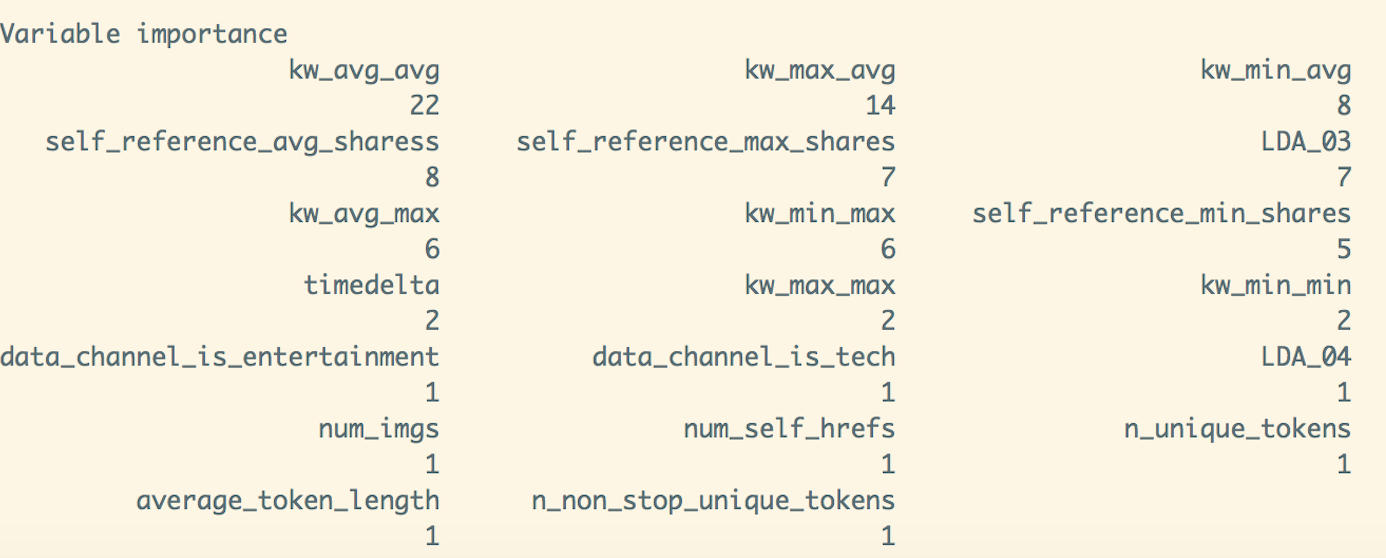 Variable importance
kw_avg_avg kw_max_avg kw_min_avg
22 14 8
self_reference_avg_sharess self_reference_max_shares LDA_03
8 7 7
kw_avg_max kw_min_max self_reference_min_shares
6 6 5
timedelta kw_max_max kw_min_min
2 2 2
data_channel_is_entertainment data_channel_is_tech LDA_04
1 1 1
num_imgs num_self_hrefs n_unique_tokens
1 1 1
average_token_length n_non_stop_unique_tokens
1 1